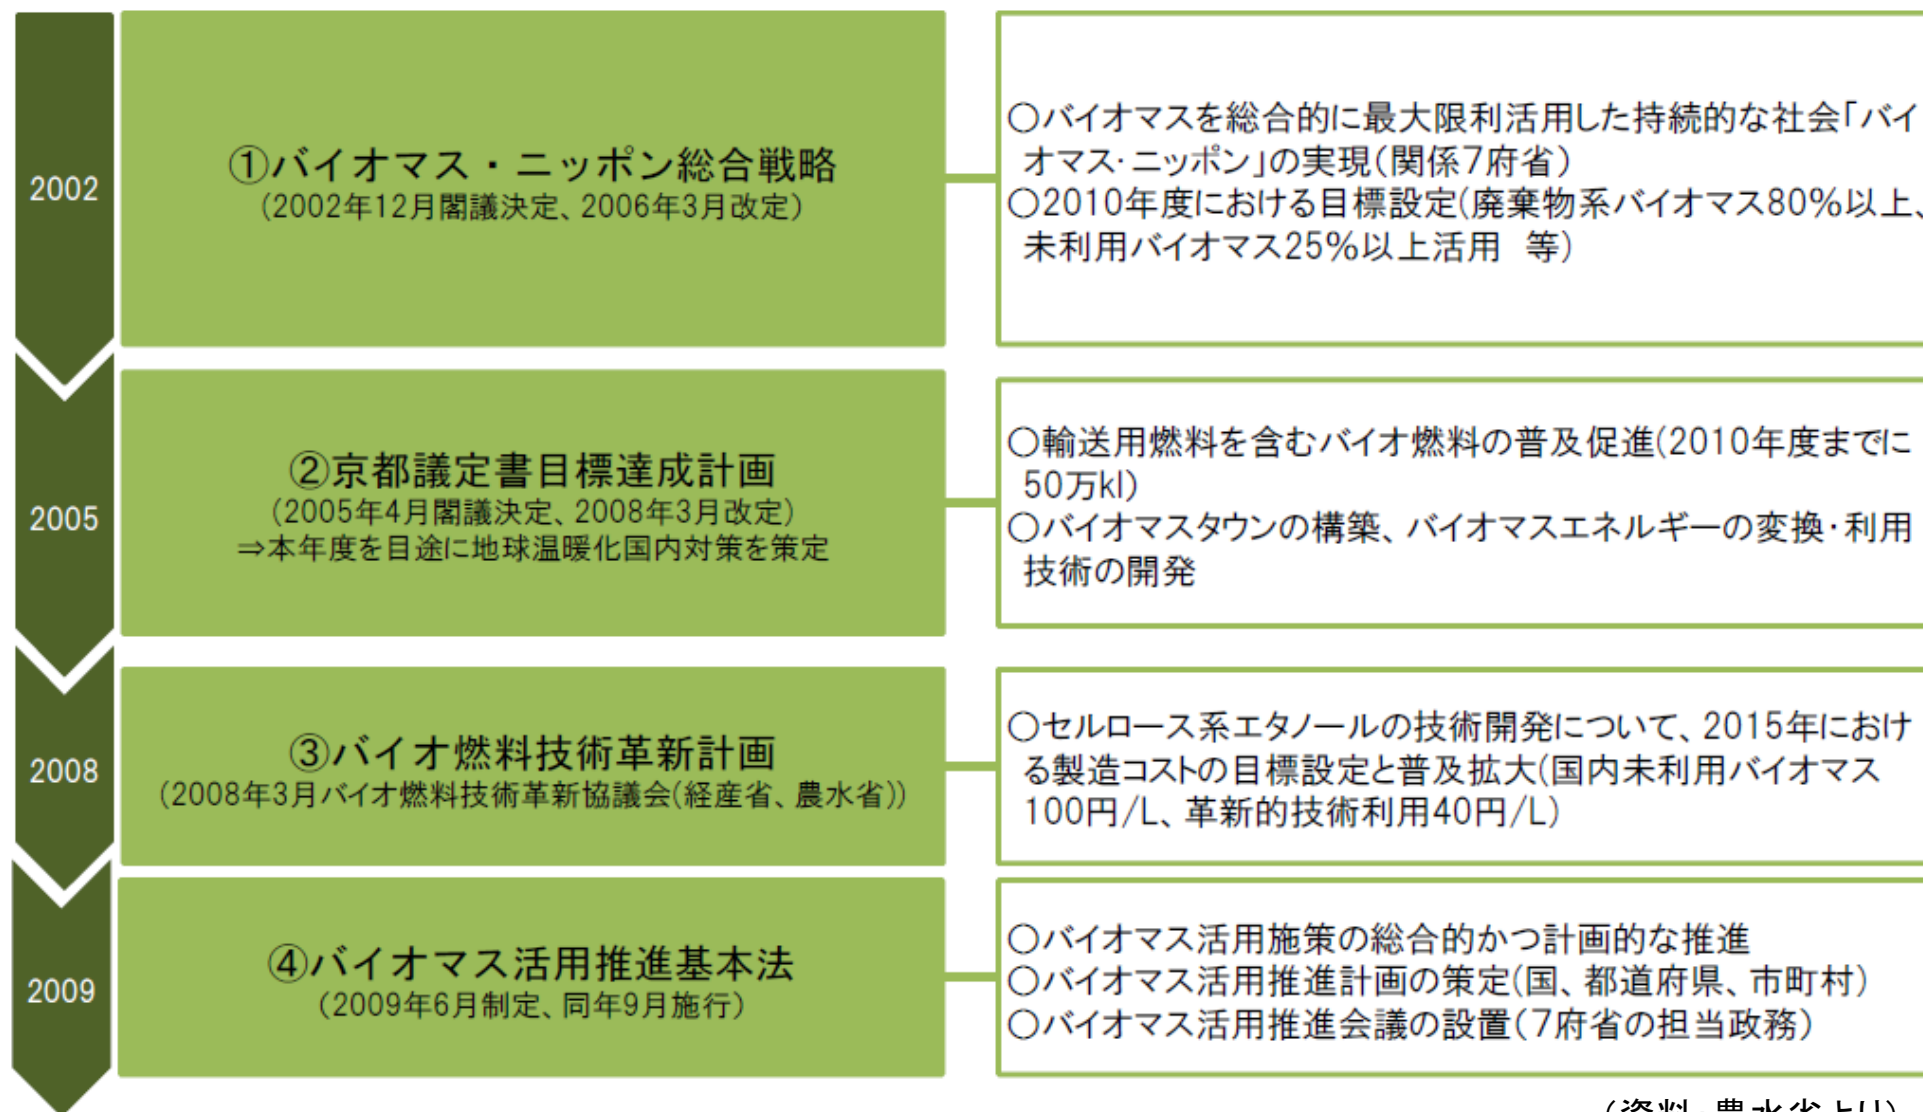 2002
①バイオマス・ニッポン総合戦略
(2002年12月閣議決定、2006年3月改定)
○バイオマスを総合的に最大限利活用した持続的な社会「バイ
オマス・ニッポン」の実現(関係7府省)
○2010年度における目標設定(廃棄物系バイオマス80%以上、
未利用バイオマス25%以上活用 等)
2005
②京都議定書目標達成計画
(2005年4月閣議決定、2008年3月改定)
⇒本年度を目途に地球温暖化国内対策を策定
○輸送用燃料を含むバイオ燃料の普及促進(2010年度までに
50万kl)
○バイオマスタウンの構築、バイオマスエネルギーの変換・利用
技術の開発
2008
③バイオ燃料技術革新計画
(2008年3月バイオ燃料技術革新協議会(経産省、農水省))
○セルロース系エタノールの技術開発について、2015年におけ
る製造コストの目標設定と普及拡大(国内未利用バイオマス
100円/L、革新的技術利用40円/L)
2009
④バイオマス活用推進基本法
(2009年6月制定、同年9月施行)
○バイオマス活用施策の総合的かつ計画的な推進
○バイオマス活用推進計画の策定(国、都道府県、市町村)
○バイオマス活用推進会議の設置(7府省の担当政務)
(資料:農水省より)